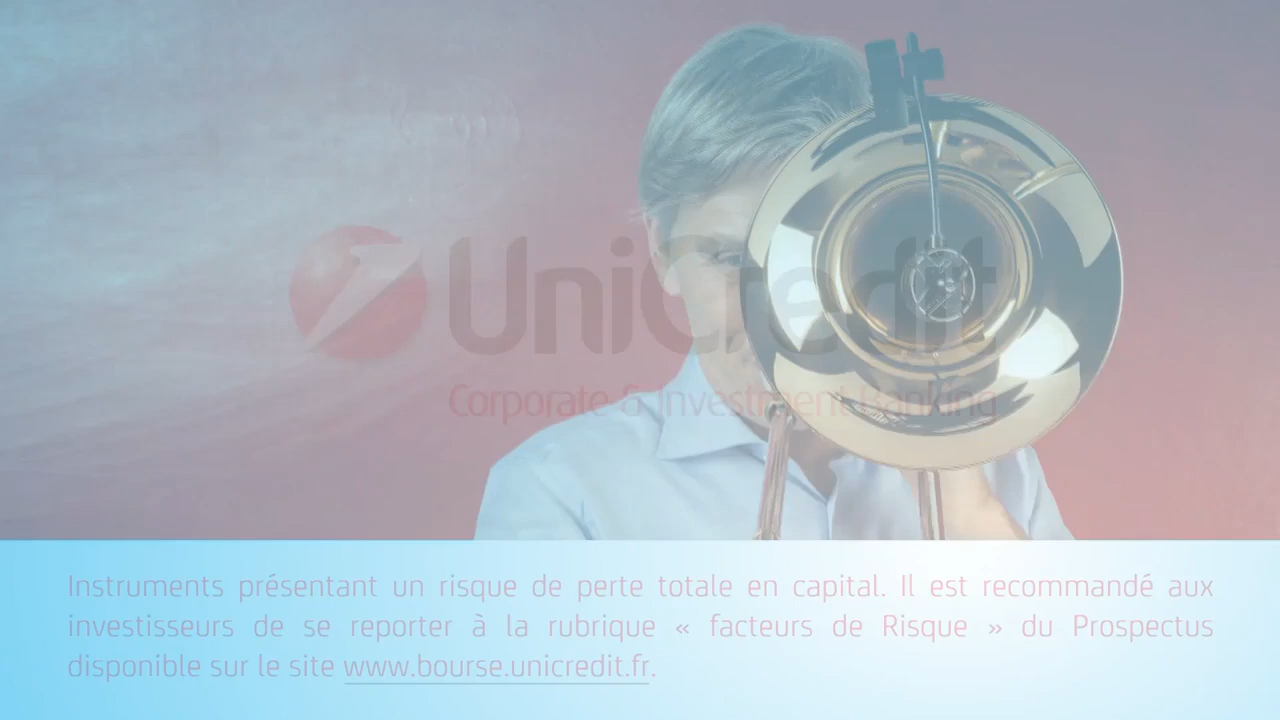 UniCredit
Corporate & Investment Banking
Instruments présentant un risque de perte totale en capital. Il est recommandé aux
investisseurs de se reporter à la rubrique « facteurs de Risque » du Prospectus
disponible sur le site www.bourse.unicredit.fr.